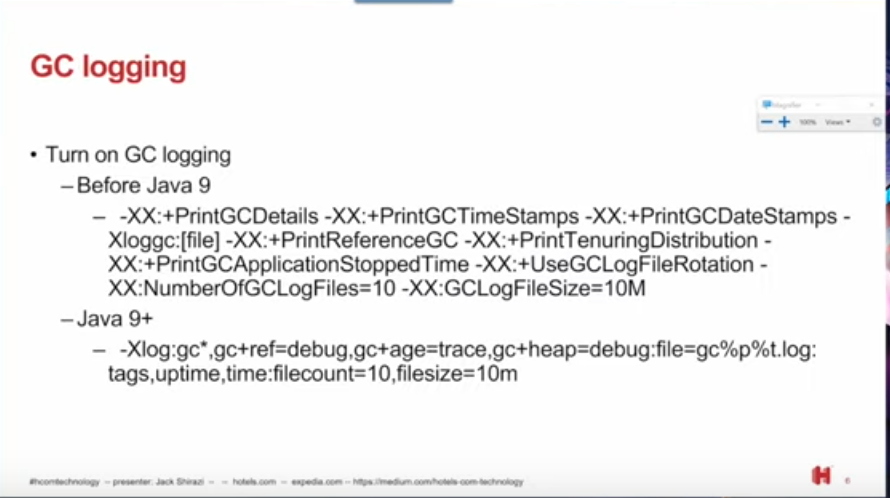 GC logging
Magnifier
100% Views
• Turn on GC logging
– Before Java 9
– -XX:+PrintGCDetails -XX:+PrintGCTimeStamps -XX:+PrintGCDateStamps -
Xloggc:[file] -XX:+PrintReferenceGC -XX:+PrintTenuringDistribution -
XX:+PrintGCApplicationStoppedTime -XX:+UseGCLogFileRotation -
XX:NumberOfGCLogFiles=10 -XX:GCLogFileSize=10M
– Java 9+
– -Xlog:gc*,gc+ref=debug,gc+age=trace,gc+heap=debug:file=gc%p%t.log:
tags,uptime,time:filecount=10,filesize=10m
#hcomtechnology -- presenter: Jack Shirazi -- -- hotels.com -- expedia.com -- https://medium.com/hotels-com-technology
H 6